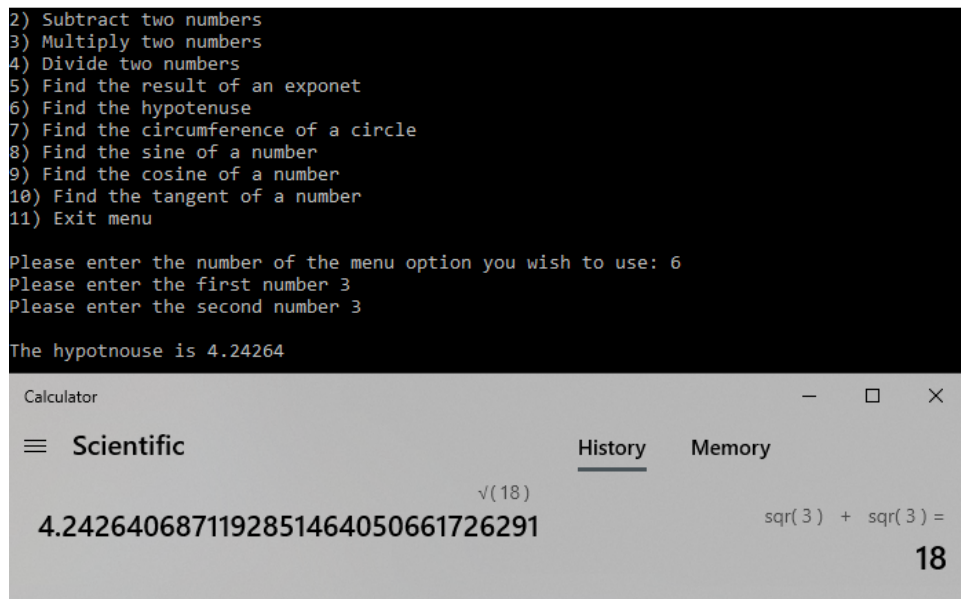 2) Subtract two numbers
3) Multiply two numbers
4) Divide two numbers
5) Find the result of an exponet
6) Find the hypotenuse
7) Find the circumference of a circle
8) Find the sine of a number
9) Find the cosine of a number
10) Find the tangent of a number
11) Exit menu
Please enter the number of the menu option you wish to use: 6
Please enter the first number 3
Please enter the second number 3
The hypotnouse is 4.24264
Calculator
Scientific
History Memory
√(18)
4.2426406871192851464050661726291
sqr( 3 ) + sqr( 3 ) =
18